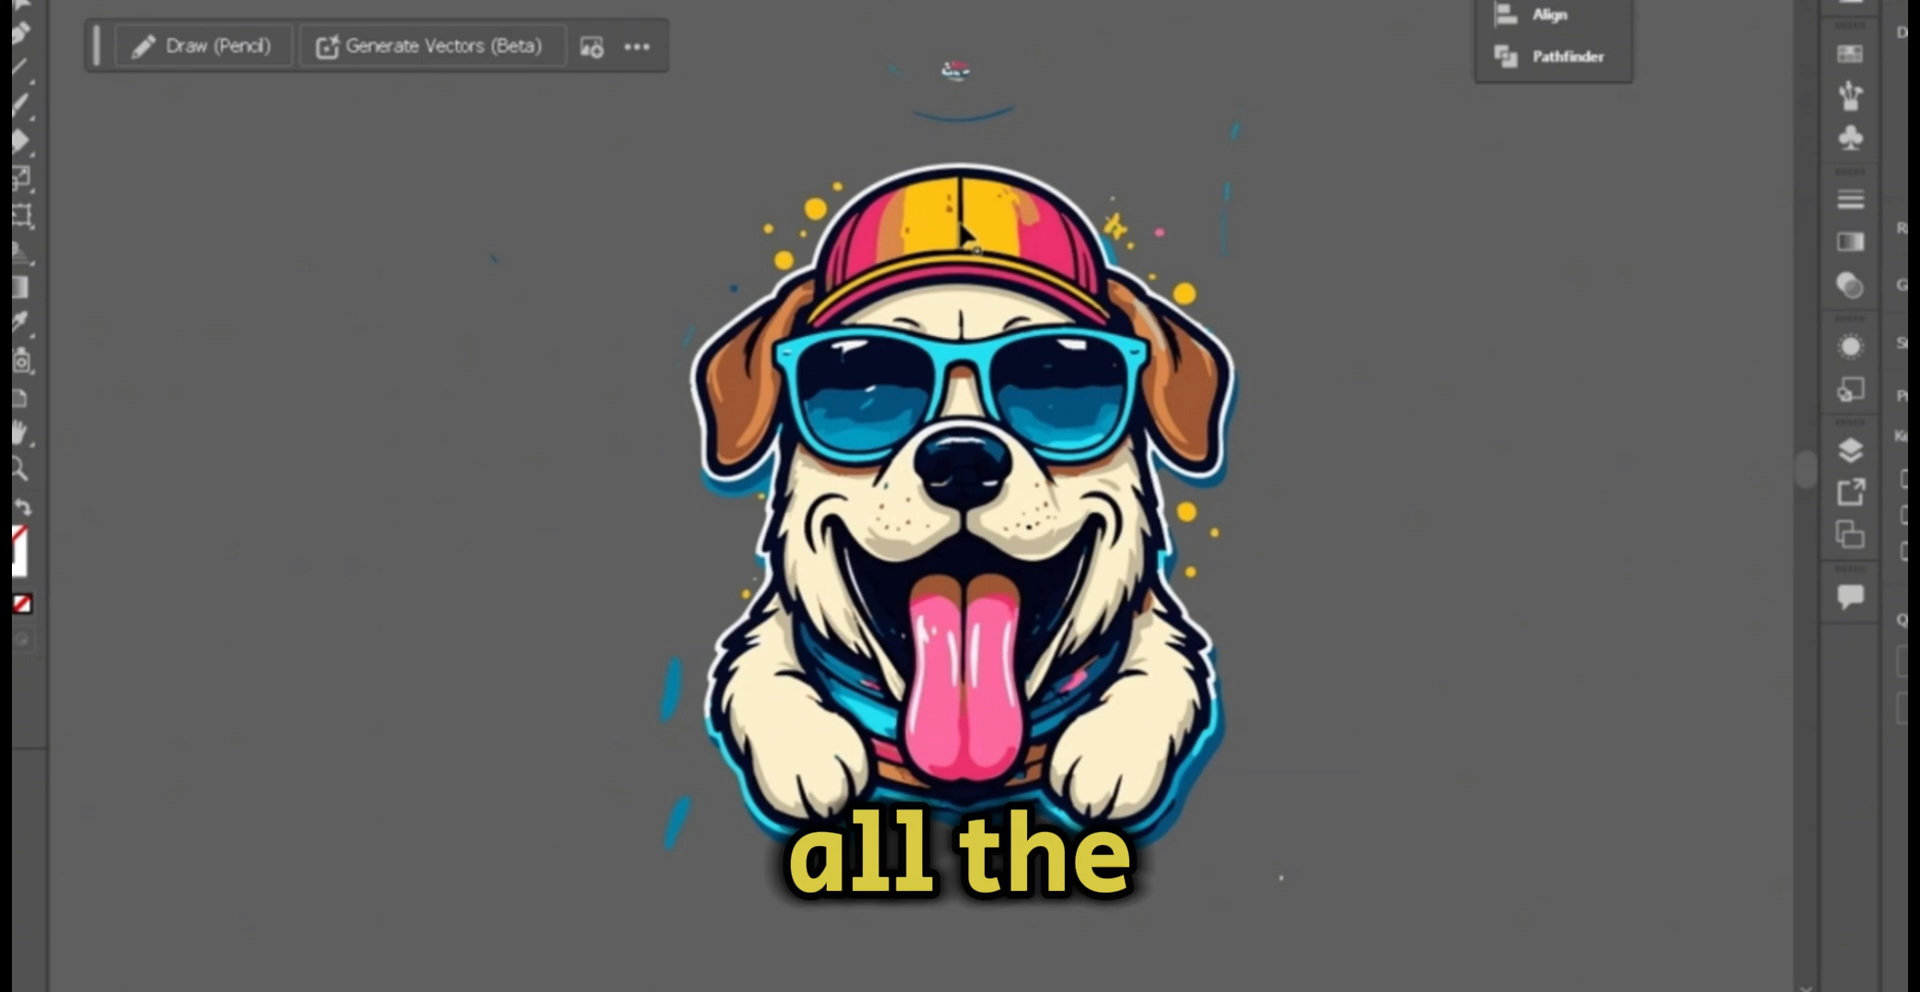 Align
Draw (Pencil)
Generate Vectors (Beta)
Pathfinder
all the